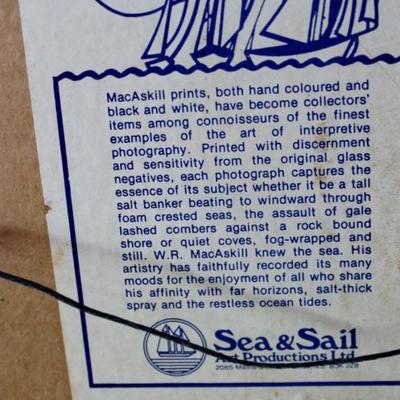 MacAskill prints, both hand coloured and
black and white, have become collectors'
items among connoisseurs of the finest
examples of the art of interpretive
photography. Printed with discernment
and sensitivity from the original glass
negatives, each photograph captures the
essence of its subject whether it be a tall
salt banker beating to windward through
foam crested seas, the assault of gale
lashed combers against a rock bound
shore or quiet coves, fog-wrapped and
still. W.R. MacAskill knew the sea. His
artistry has faithfully recorded its many
moods for the enjoyment of all who share
his affinity with far horizons, salt-thick
spray and the restless ocean tides.
Sea & Sail
Art Productions Ltd.
2085 B3K 2Z8